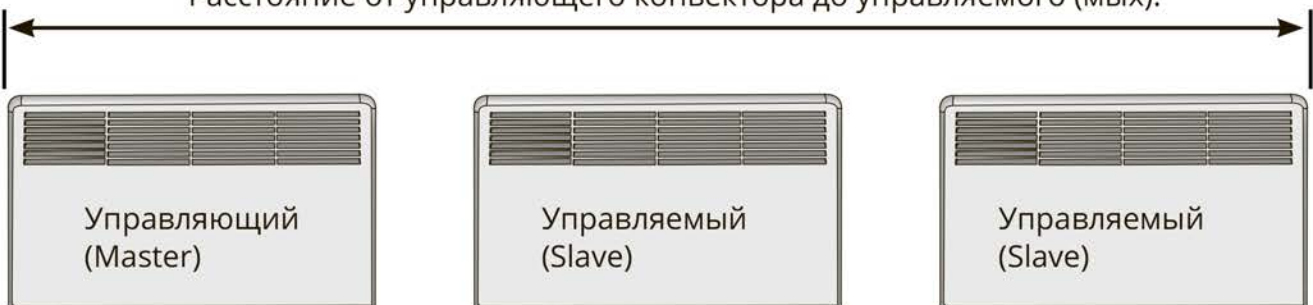 Расстояние от управляющего конвектора до управляемого (мых).
Управляющий
(Master)
Управляемый
(Slave)
Управляемый
(Slave)